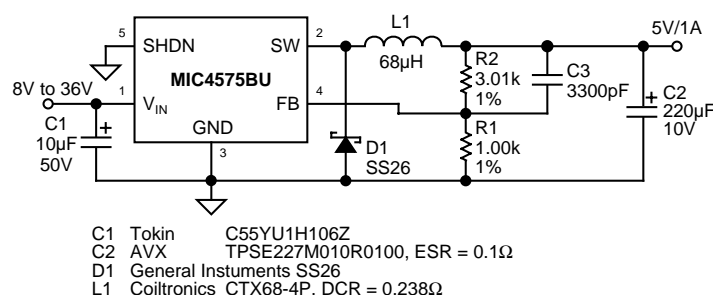 5V/1A
L1
68µH
5
SHDN
SW
2
MIC4575BU
8V to 36V
1
VIN
FB
4
GND
3
C1
10µF
50V
R2
3.01k
1%
C3
3300pF
C2
220µF
10V
R1
1.00k
1%
D1
SS26
C1 Tokin C55YU1H106Z
C2 AVX TPSE227M010R0100, ESR = 0.1Ω
D1 General Instuments SS26
L1 Coiltronics CTX68-4P, DCR = 0.238Ω